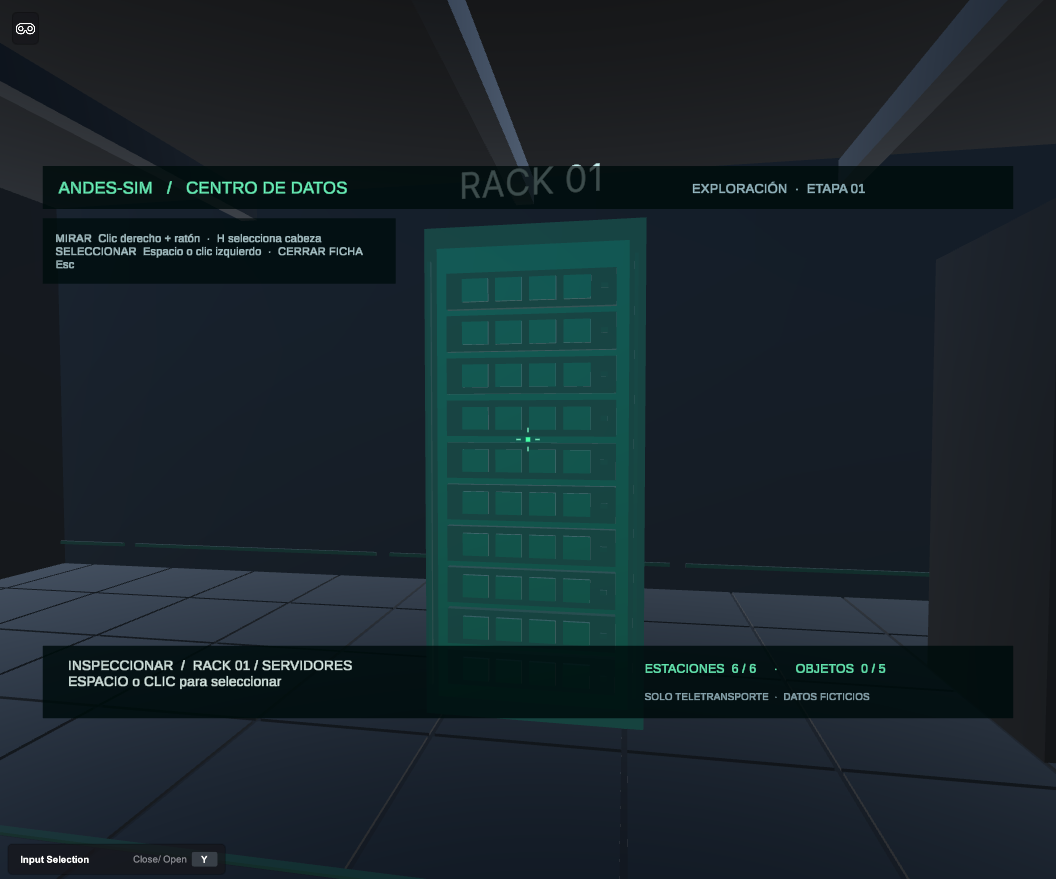 RACK 01
ANDES-SIM / CENTRO DE DATOS
EXPLORACIÓN · ETAPA 01
MIRAR Clic derecho + ratón · H selecciona cabeza
SELECCIONAR Espacio o clic izquierdo · CERRAR FICHA
Esc
INSPECCIONAR / RACK 01 / SERVIDORES
ESPACIO o CLIC para seleccionar
ESTACIONES 6 / 6 · OBJETOS 0 / 5
SOLO TELETRANSPORTE · DATOS FICTICIOS
Input Selection Close/ Open Y